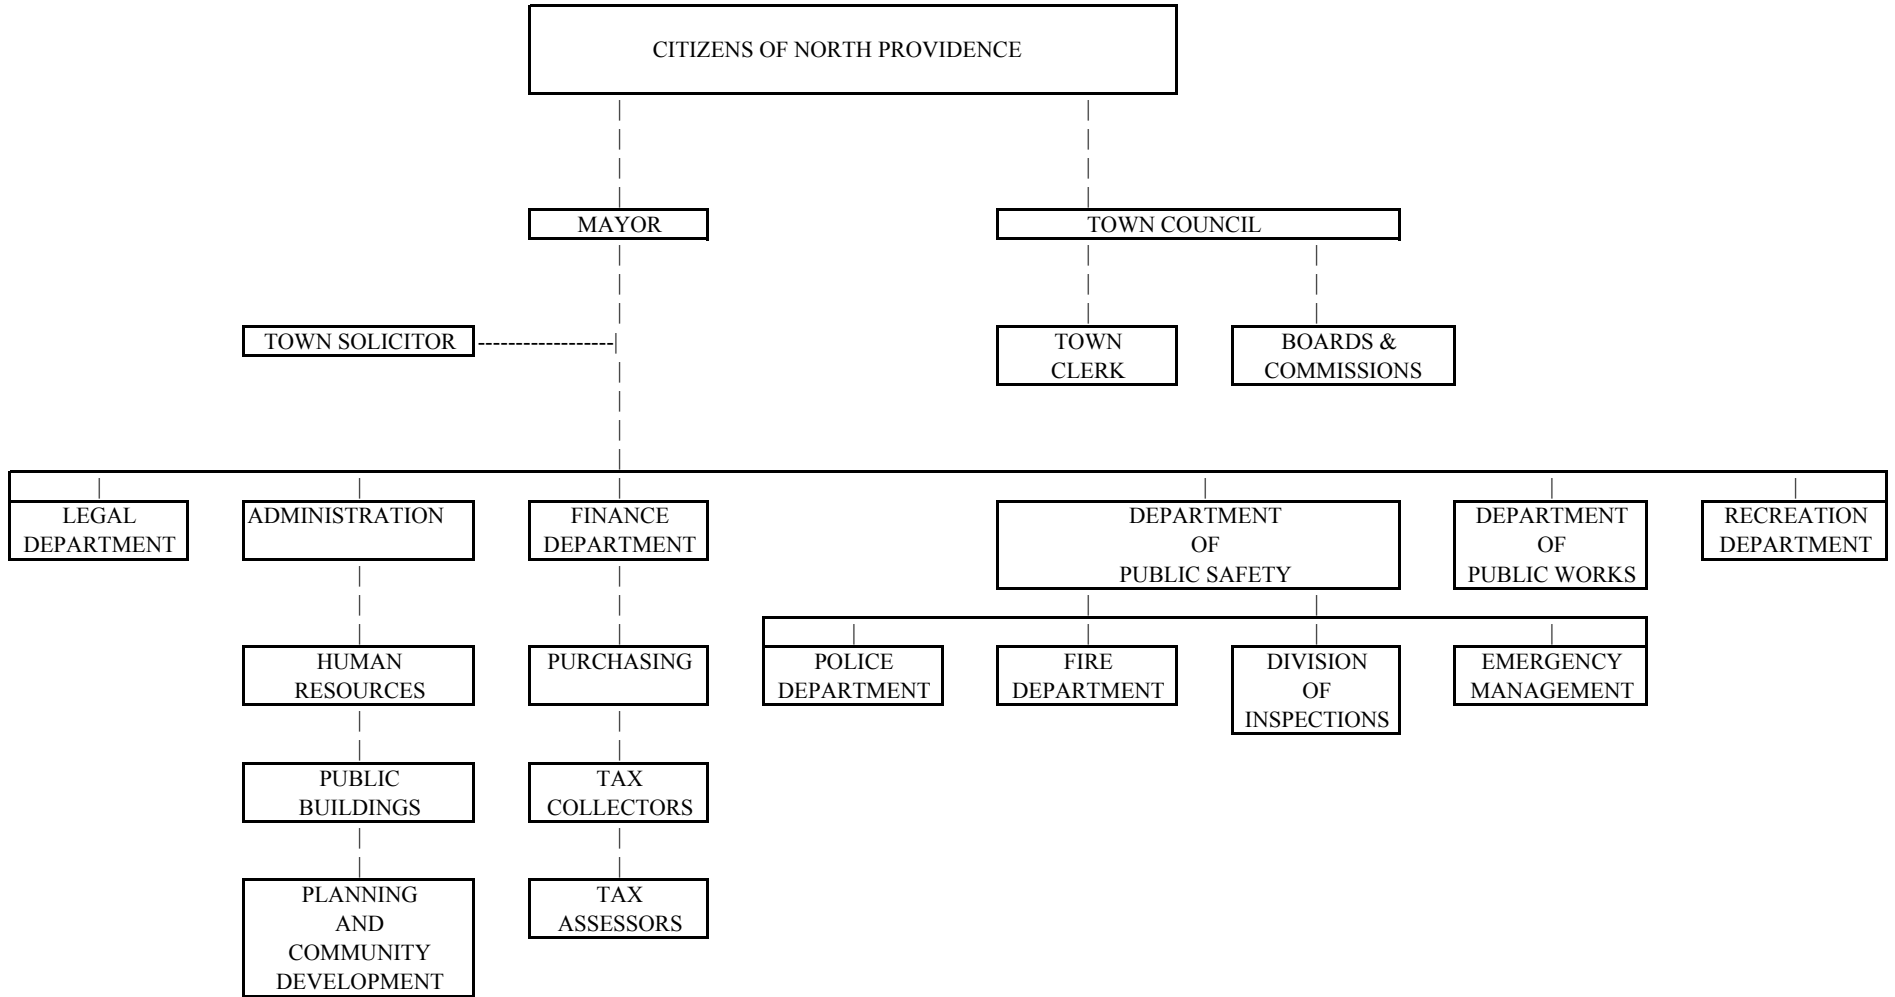 CITIZENS OF NORTH PROVIDENCE
MAYOR
TOWN COUNCIL
TOWN SOLICITOR
TOWN
CLERK
BOARDS &
COMMISSIONS
LEGAL
DEPARTMENT
ADMINISTRATION
FINANCE
DEPARTMENT
DEPARTMENT
OF
PUBLIC SAFETY
DEPARTMENT
OF
PUBLIC WORKS
RECREATION
DEPARTMENT
HUMAN
RESOURCES
PURCHASING
POLICE
DEPARTMENT
FIRE
DEPARTMENT
DIVISION
OF
INSPECTIONS
EMERGENCY
MANAGEMENT
PUBLIC
BUILDINGS
TAX
COLLECTORS
PLANNING
AND
COMMUNITY
DEVELOPMENT
TAX
ASSESSORS